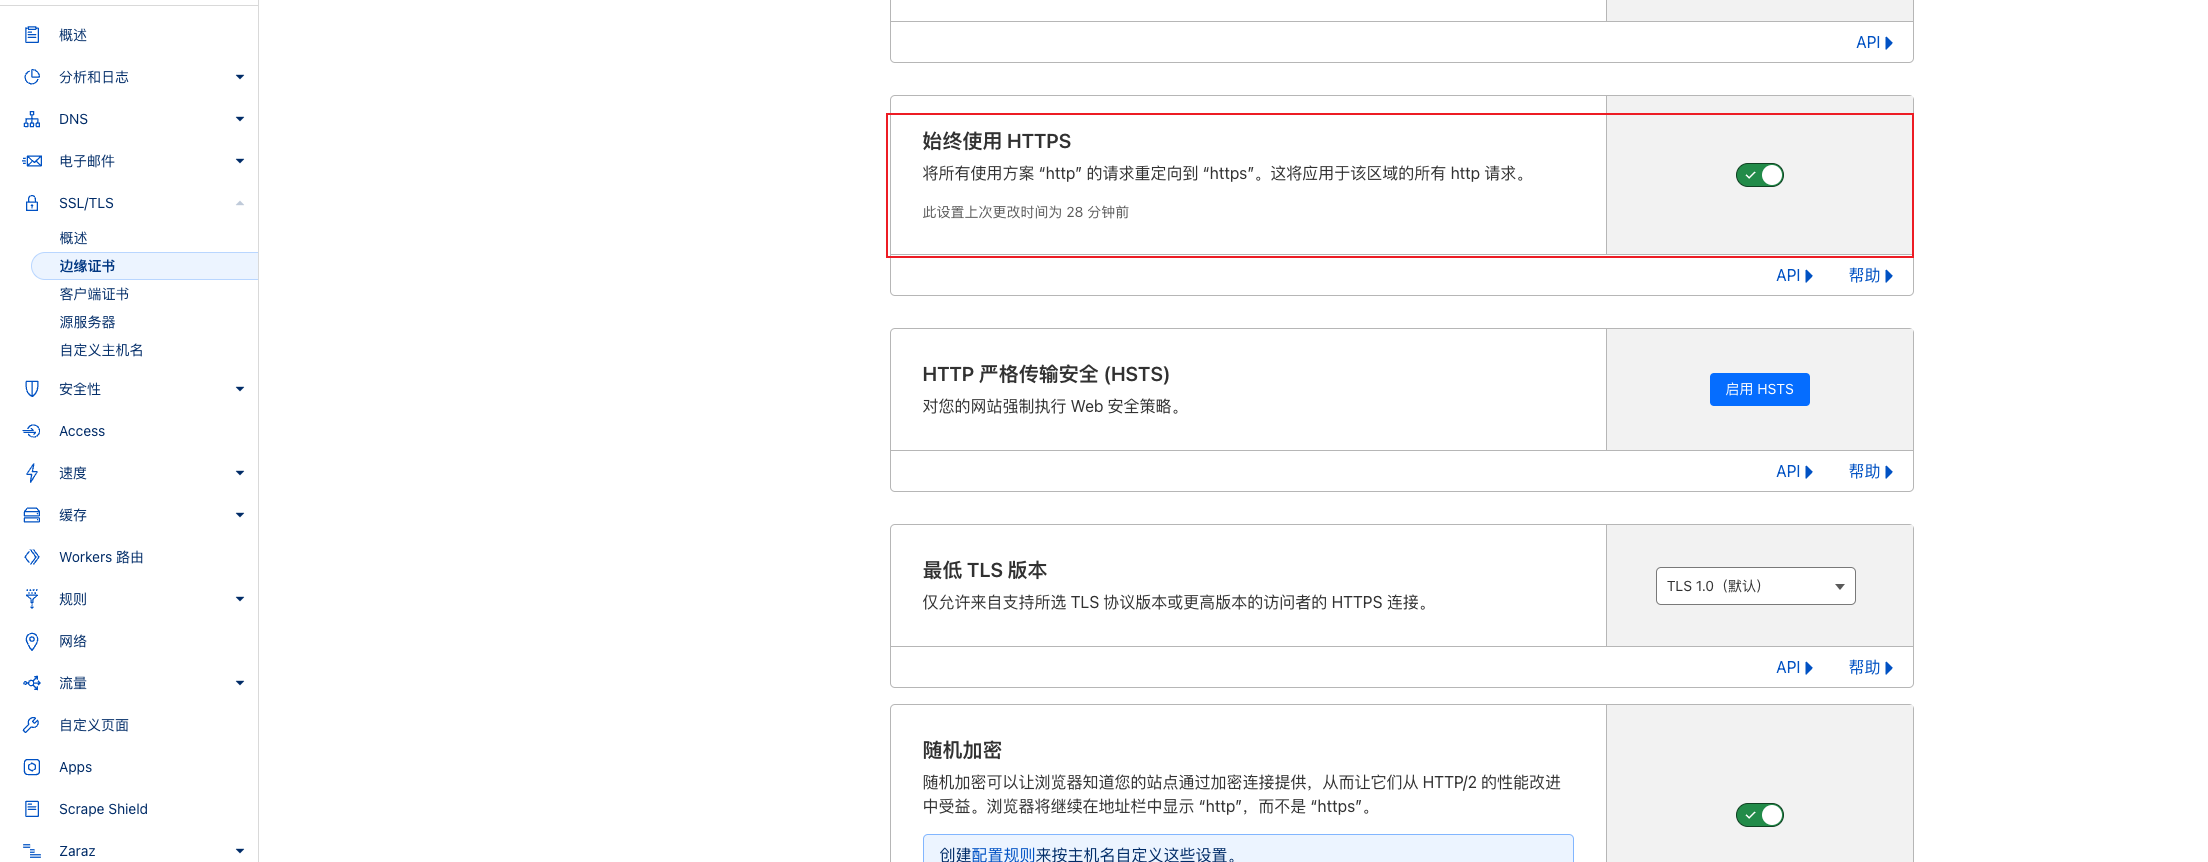 概述
分析和日志
DNS
电子邮件
SSL/TLS
概述
边缘证书
客户端证书
源服务器
自定义主机名
安全性
Access
速度
缓存
Workers 路由
规则
网络
流量
自定义页面
Apps
Scrape Shield
Zaraz
API
始终使用 HTTPS
将所有使用方案 “http” 的请求重定向到 “https”。这将应用于该区域的所有 http 请求。
此设置上次更改时间为 28 分钟前
API 帮助
HTTP 严格传输安全 (HSTS)
对您的网站强制执行 Web 安全策略。
启用 HSTS
API 帮助
最低 TLS 版本
仅允许来自支持所选 TLS 协议版本或更高版本的访问者的 HTTPS 连接。
TLS 1.0（默认）
API 帮助
随机加密
随机加密可以让浏览器知道您的站点通过加密连接提供，从而让它们从 HTTP/2 的性能改进
中受益。浏览器将继续在地址栏中显示 “http”，而不是 “https”。
创建配置规则来按主机名自定义这些设置。